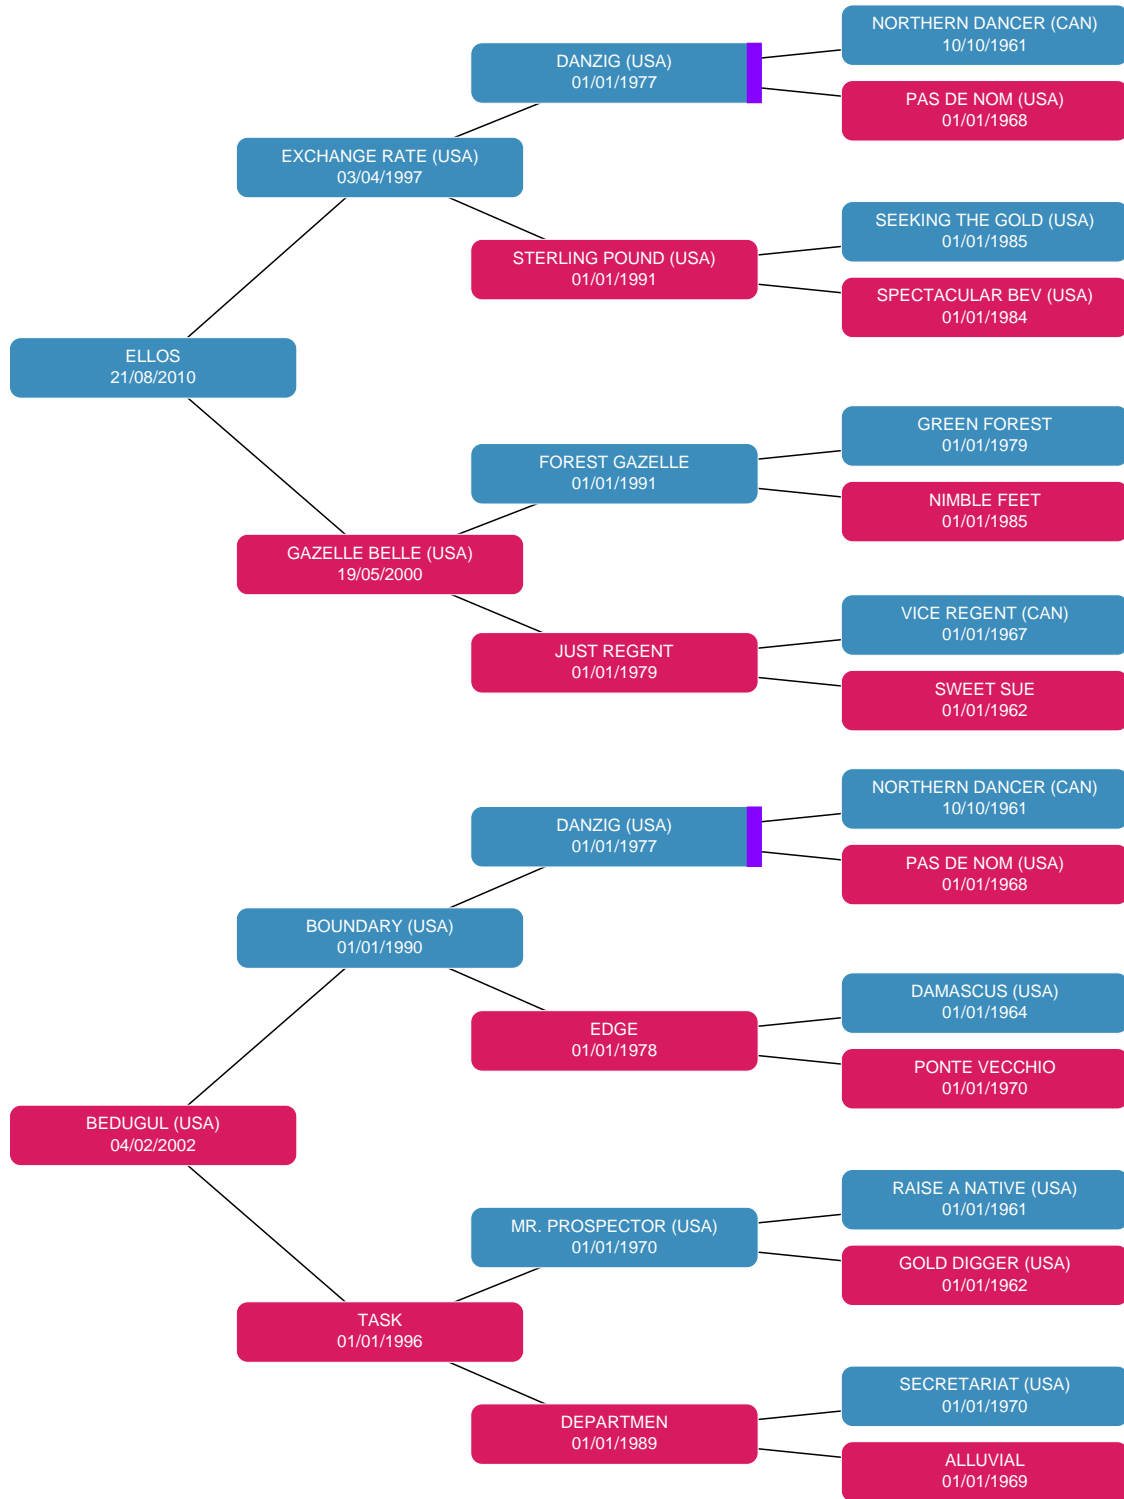 NORTHERN DANCER (CAN)
10/10/1961
DANZIG (USA)
01/01/1977
PAS DE NOM (USA)
01/01/1968
EXCHANGE RATE (USA)
03/04/1997
SEEKING THE GOLD (USA)
01/01/1985
STERLING POUND (USA)
01/01/1991
SPECTACULAR BEV (USA)
01/01/1984
ELLOS
21/08/2010
GREEN FOREST
01/01/1979
FOREST GAZELLE
01/01/1991
NIMBLE FEET
01/01/1985
GAZELLE BELLE (USA)
19/05/2000
VICE REGENT (CAN)
01/01/1967
JUST REGENT
01/01/1979
SWEET SUE
01/01/1962
NORTHERN DANCER (CAN)
10/10/1961
DANZIG (USA)
01/01/1977
PAS DE NOM (USA)
01/01/1968
BOUNDARY (USA)
01/01/1990
DAMASCUS (USA)
01/01/1964
EDGE
01/01/1978
PONTE VECCHIO
01/01/1970
BEDUGUL (USA)
04/02/2002
RAISE A NATIVE (USA)
01/01/1961
MR. PROSPECTOR (USA)
01/01/1970
GOLD DIGGER (USA)
01/01/1962
TASK
01/01/1996
SECRETARIAT (USA)
01/01/1970
DEPARTMEN
01/01/1989
ALLUVIAL
01/01/1969